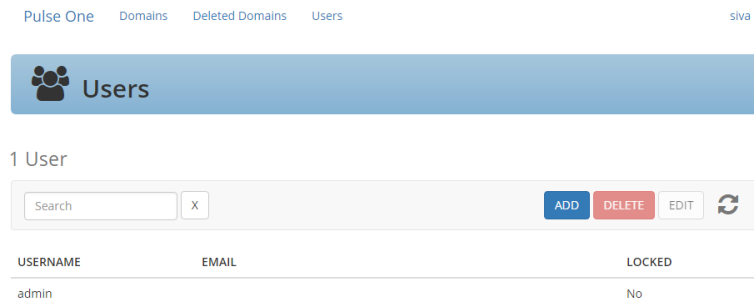 Pulse One Domains Deleted Domains Users siva
Users
1 User
Search X ADD DELETE EDIT
USERNAME EMAIL LOCKED
admin No